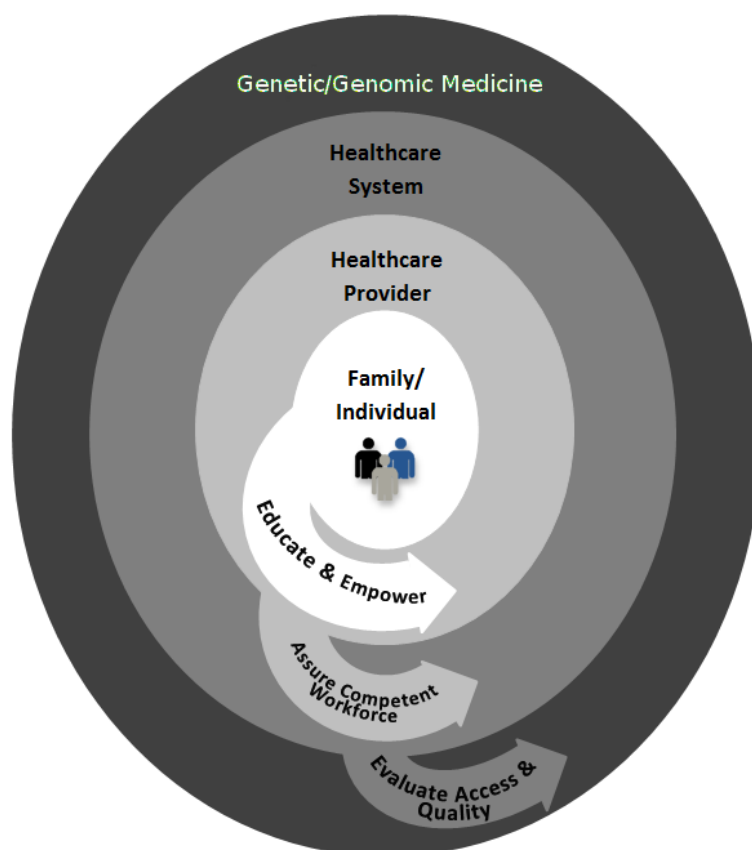 Genetic/Genomic Medicine
Healthcare
System
Healthcare
Provider
Family/
Individual
Educate & Empower
Assure Competent
Workforce
Evaluate Access &
Quality